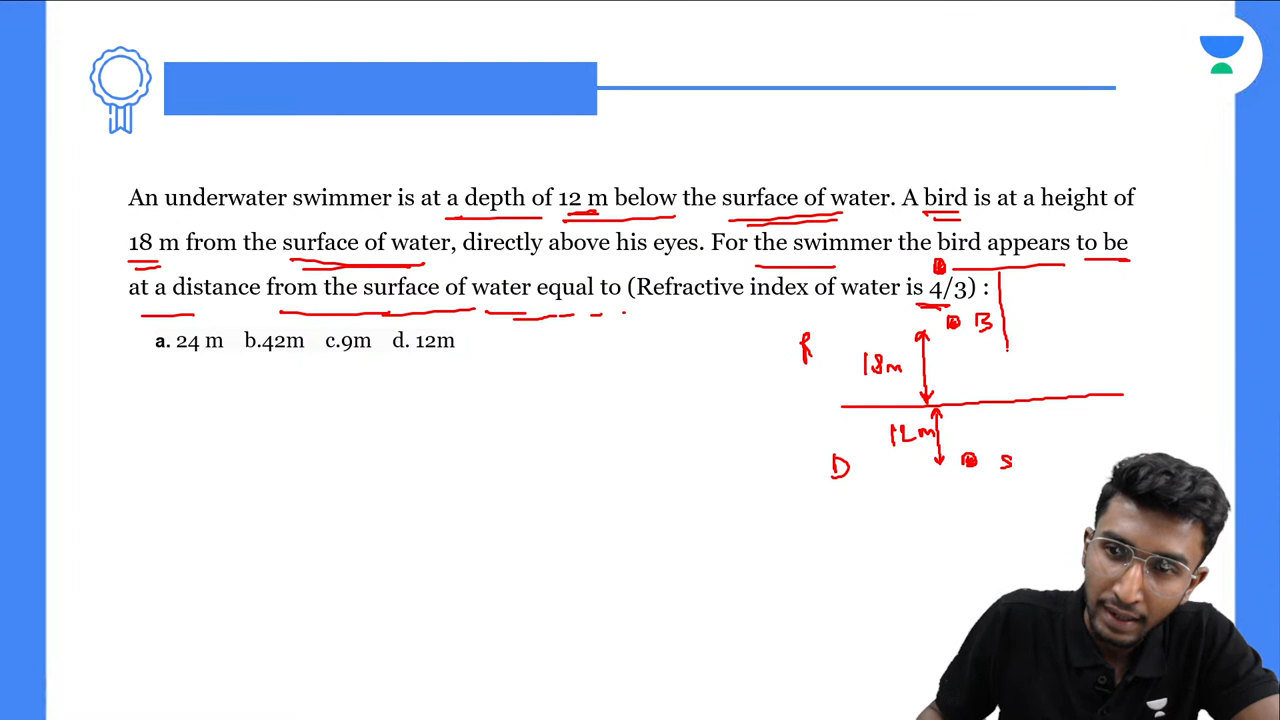 An underwater swimmer is at a depth of 12 m below the surface of water. A bird is at a height of
18 m from the surface of water, directly above his eyes. For the swimmer the bird appears to be
at a distance from the surface of water equal to (Refractive index of water is 4/3) :
a. 24 m b.42m c.9m d. 12m
B
R
18m
12m
D
S